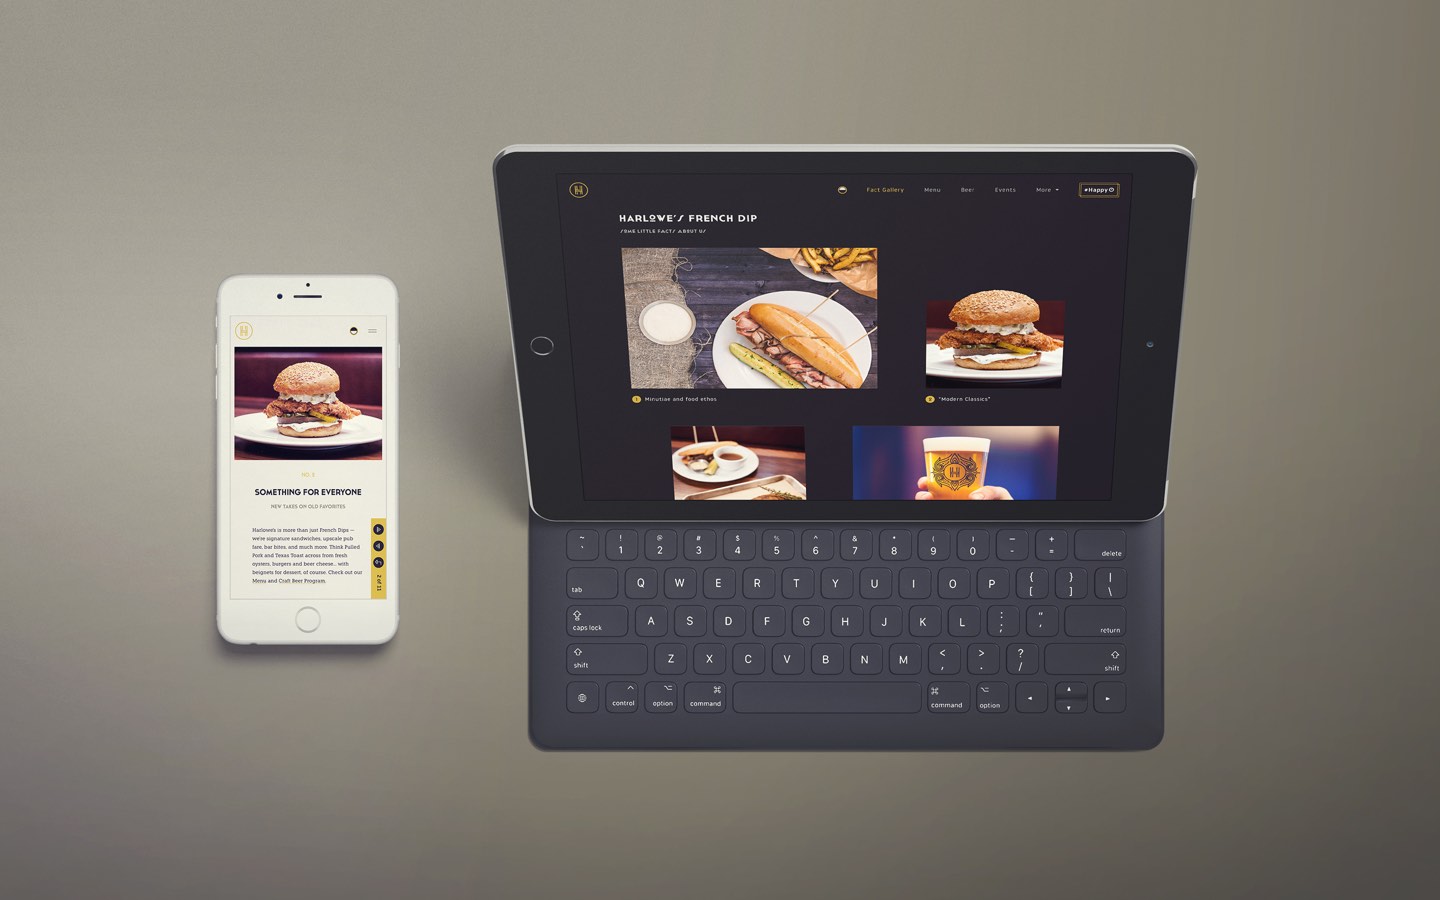 Fact Gallery
Menu
Beer
Events
More
#Happy
HARLOWE'S FRENCH DIP
SOME LITTLE FACTS ABOUT US
1 Minutiae and food ethos
2 "Modern Classics"
H
H
NO. 2
SOMETHING FOR EVERYONE
NEW TAKES ON OLD FAVORITES
Harlowe's is more than just French Dips —
we're signature sandwiches, upscale pub
fare, bar bites, and much more. Think Pulled
Pork and Texas Toast across from fresh
oysters, burgers and beer cheese... with
beignets for dessert, of course. Check out our
Menu and Craft Beer Program.
2 of 11
~ ! @ # $ % ^ & * ( ) — +
` 1 2 3 4 5 6 7 8 9 0 - = delete
tab Q W E R T Y U I O P { [ } ] | \
caps lock A S D F G H J K L : ; " ' return
shift Z X C V B N M < , > . ? / shift
control option command command option